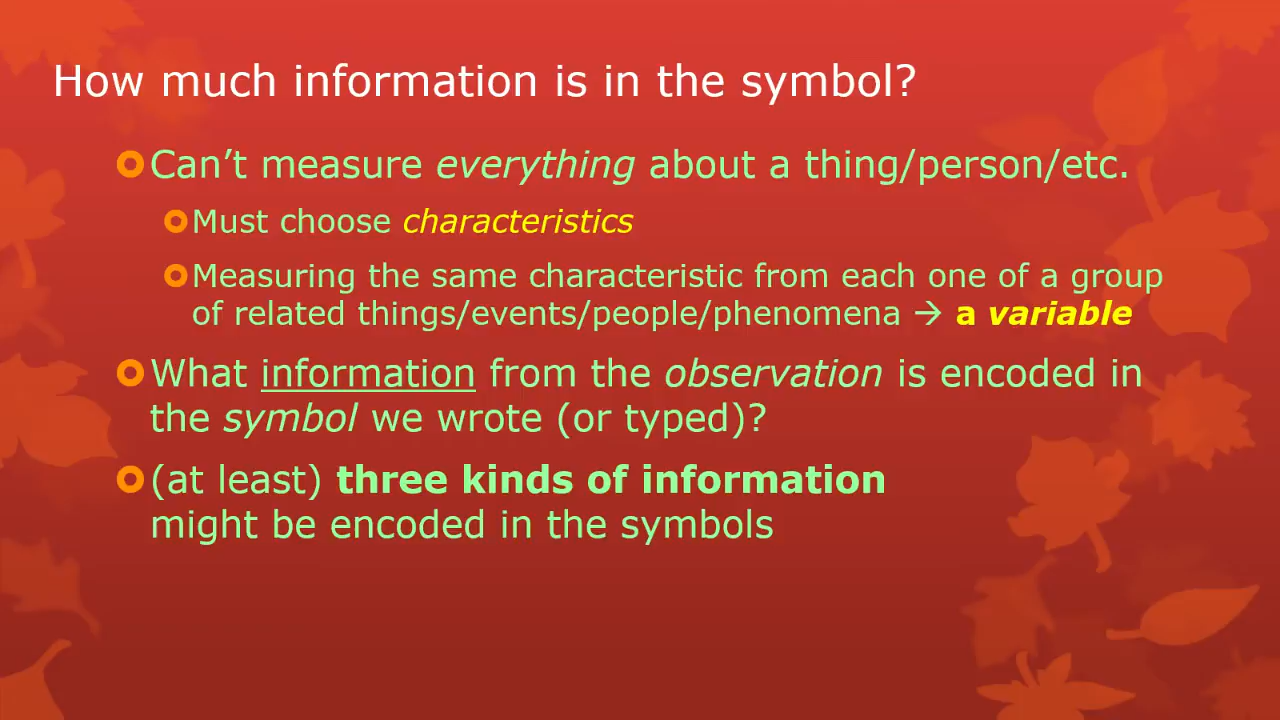 How much information is in the symbol?
Can’t measure everything about a thing/person/etc.
Must choose characteristics
Measuring the same characteristic from each one of a group
of related things/events/people/phenomena → a variable
What information from the observation is encoded in
the symbol we wrote (or typed)?
(at least) three kinds of information
might be encoded in the symbols